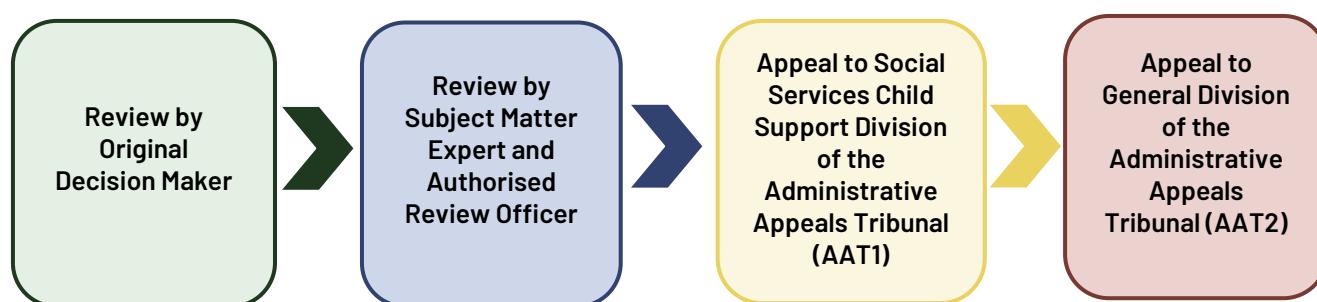 Review by
Original
Decision Maker
Review by
Subject Matter
Expert and
Authorised
Review Officer
Appeal to Social
Services Child
Support Division
of the
Administrative
Appeals Tribunal
(AAT1)
Appeal to
General Division
of the
Administrative
Appeals
Tribunal (AAT2)